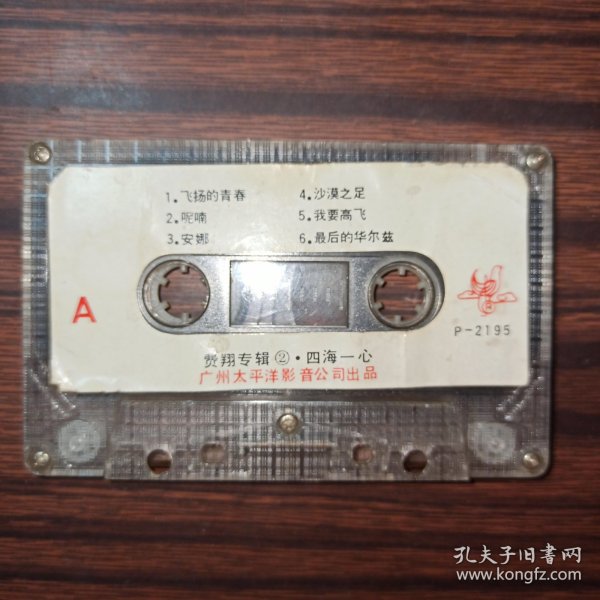 1.飞扬的青春
2.呢喃
3.安娜
4.沙漠之足
5.我要高飞
6.最后的华尔兹
A
P-2195
费翔专辑②·四海一心
广州太平洋影音公司出品
孔夫子旧书网
www.kongfz.com